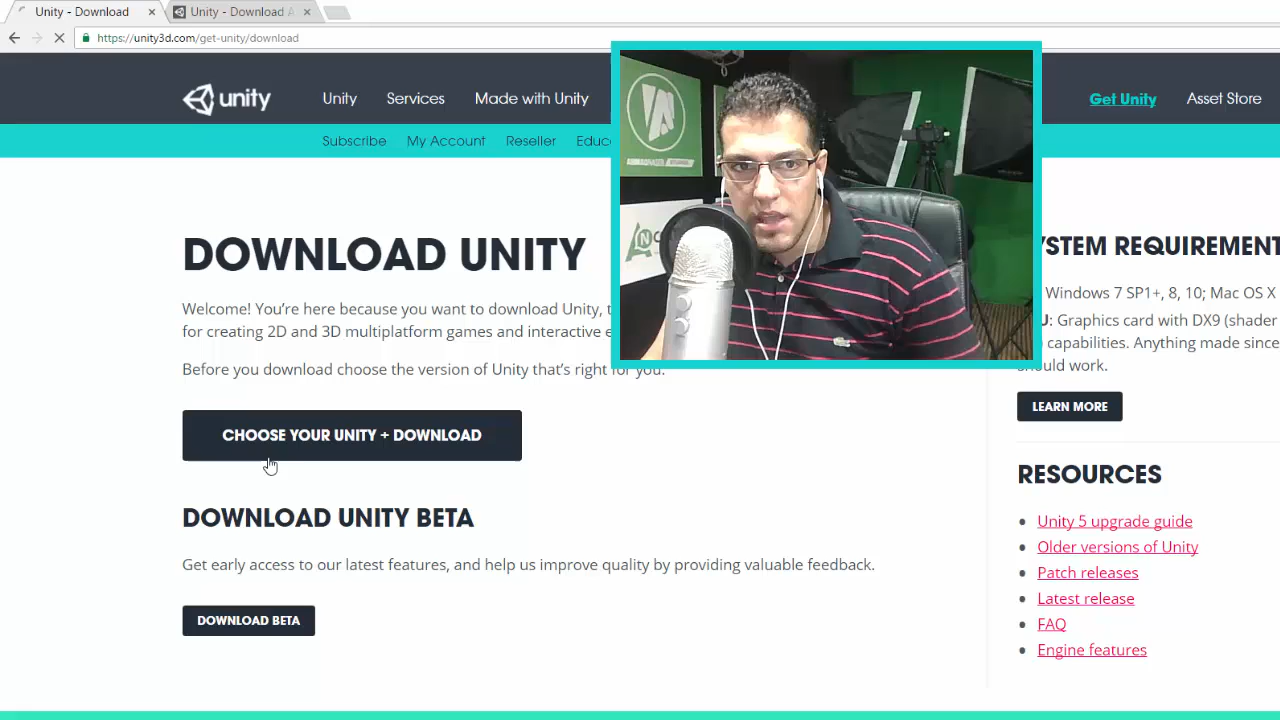 Unity - Download
Unity - Download A
https://unity3d.com/get-unity/download
unity
Unity
Services
Made with Unity
Get Unity
Asset Store
Subscribe
My Account
Reseller
Educ
DOWNLOAD UNITY
Welcome! You're here because you want to download Unity, t
for creating 2D and 3D multiplatform games and interactive e
Before you download choose the version of Unity that's right for you.
CHOOSE YOUR UNITY + DOWNLOAD
DOWNLOAD UNITY BETA
Get early access to our latest features, and help us improve quality by providing valuable feedback.
DOWNLOAD BETA
YSTEM REQUIREMENT
Windows 7 SP1+, 8, 10; Mac OS X
U: Graphics card with DX9 (shader
capabilities. Anything made since
should work.
LEARN MORE
RESOURCES
Unity 5 upgrade guide
Older versions of Unity
Patch releases
Latest release
FAQ
Engine features